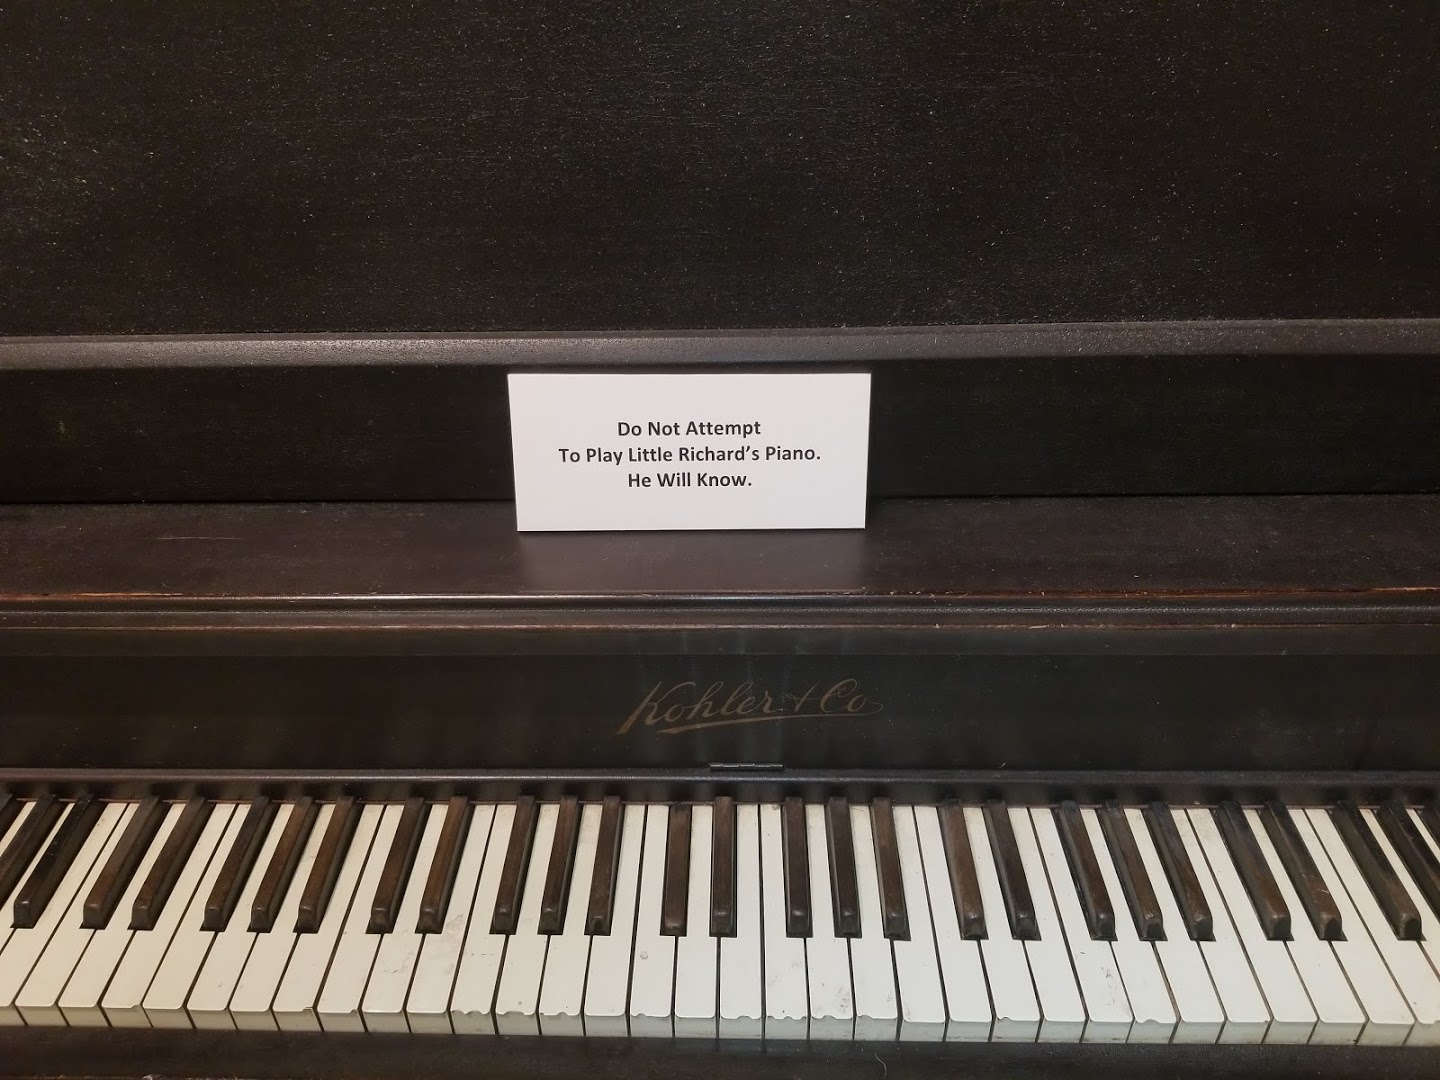 Do Not Attempt
To Play Little Richard’s Piano.
He Will Know.
Kohler & Co